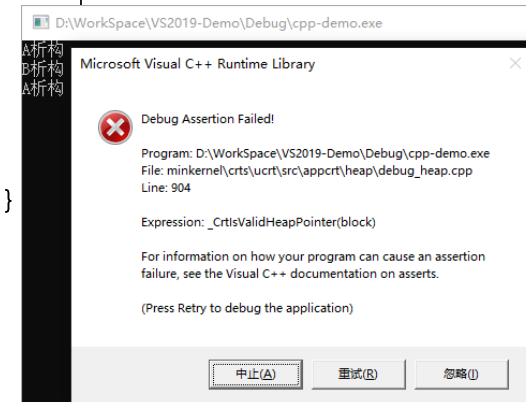 D:\WorkSpace\VS2019-Demo\Debug\cpp-demo.exe
A析构
B析构
A析构
Microsoft Visual C++ Runtime Library
Debug Assertion Failed!
Program: D:\WorkSpace\VS2019-Demo\Debug\cpp-demo.exe
File: minkernel\crts\ucrt\src\appcrt\heap\debug_heap.cpp
Line: 904
Expression: _CrtIsValidHeapPointer(block)
For information on how your program can cause an assertion
failure, see the Visual C++ documentation on asserts.
(Press Retry to debug the application)
中止(A)
重试(R)
忽略(I)
}